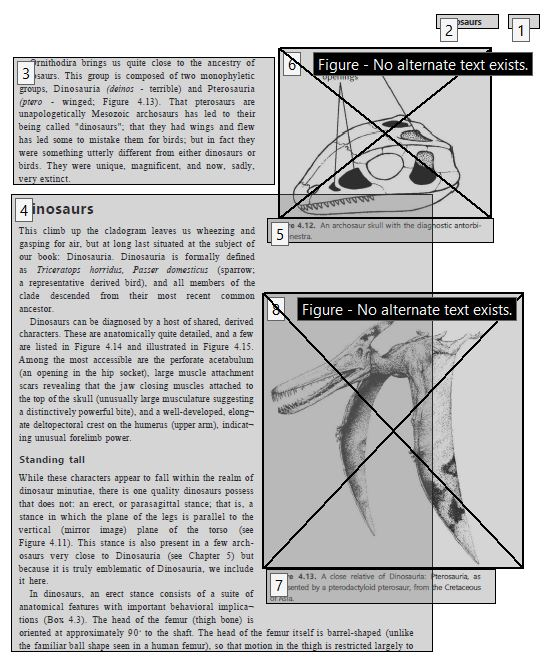 osaurs
2
1
3
Ornithodira brings us quite close to the ancestry of
osaurs. This group is composed of two monophyletic
groups, Dinosauria (deinos - terrible) and Pterosauria
(ptero - winged; Figure 4.13). That pterosaurs are
unapologetically Mesozoic archosaurs has led to their
being called "dinosaurs"; that they had wings and flew
has led some to mistake them for birds; but in fact they
were something utterly different from either dinosaurs or
birds. They were unique, magnificent, and now, sadly,
very extinct.
6
Figure - No alternate text exists.
openings
5
e 4.12. An archosaur skull with the diagnostic antorbi-
enestra.
4
inosaurs
This climb up the cladogram leaves us wheezing and
gasping for air, but at long last situated at the subject of
our book: Dinosauria. Dinosauria is formally defined
as Triceratops horridus, Passer domesticus (sparrow;
a representative derived bird), and all members of the
clade descended from their most recent common
ancestor.
Dinosaurs can be diagnosed by a host of shared, derived
characters. These are anatomically quite detailed, and a few
are listed in Figure 4.14 and illustrated in Figure 4.15.
Among the most accessible are the perforate acetabulum
(an opening in the hip socket), large muscle attachment
scars revealing that the jaw closing muscles attached to
the top of the skull (unusually large musculature suggesting
a distinctively powerful bite), and a well-developed, elong¬
ate deltopectoral crest on the humerus (upper arm), indicat¬
ing unusual forelimb power.
Standing tall
While these characters appear to fall within the realm of
dinosaur minutiae, there is one quality dinosaurs possess
that does not: an erect, or parasagittal stance; that is, a
stance in which the plane of the legs is parallel to the
vertical (mirror image) plane of the torso (see
Figure 4.11). This stance is also present in a few arch-
osaurs very close to Dinosauria (see Chapter 5) but
because it is truly emblematic of Dinosauria, we include
it here.
In dinosaurs, an erect stance consists of a suite of
anatomical features with important behavioral implica¬
tions (Box 4.3). The head of the femur (thigh bone) is
oriented at approximately 90° to the shaft. The head of the femur itself is barrel-shaped (unlike
the familiar ball shape seen in a human femur), so that motion in the thigh is restricted largely to
8
Figure - No alternate text exists.
7
e 4.13. A close relative of Dinosauria: Pterosauria, as
sented by a pterodactyloid pterosaur, from the Cretaceous
of Asia.